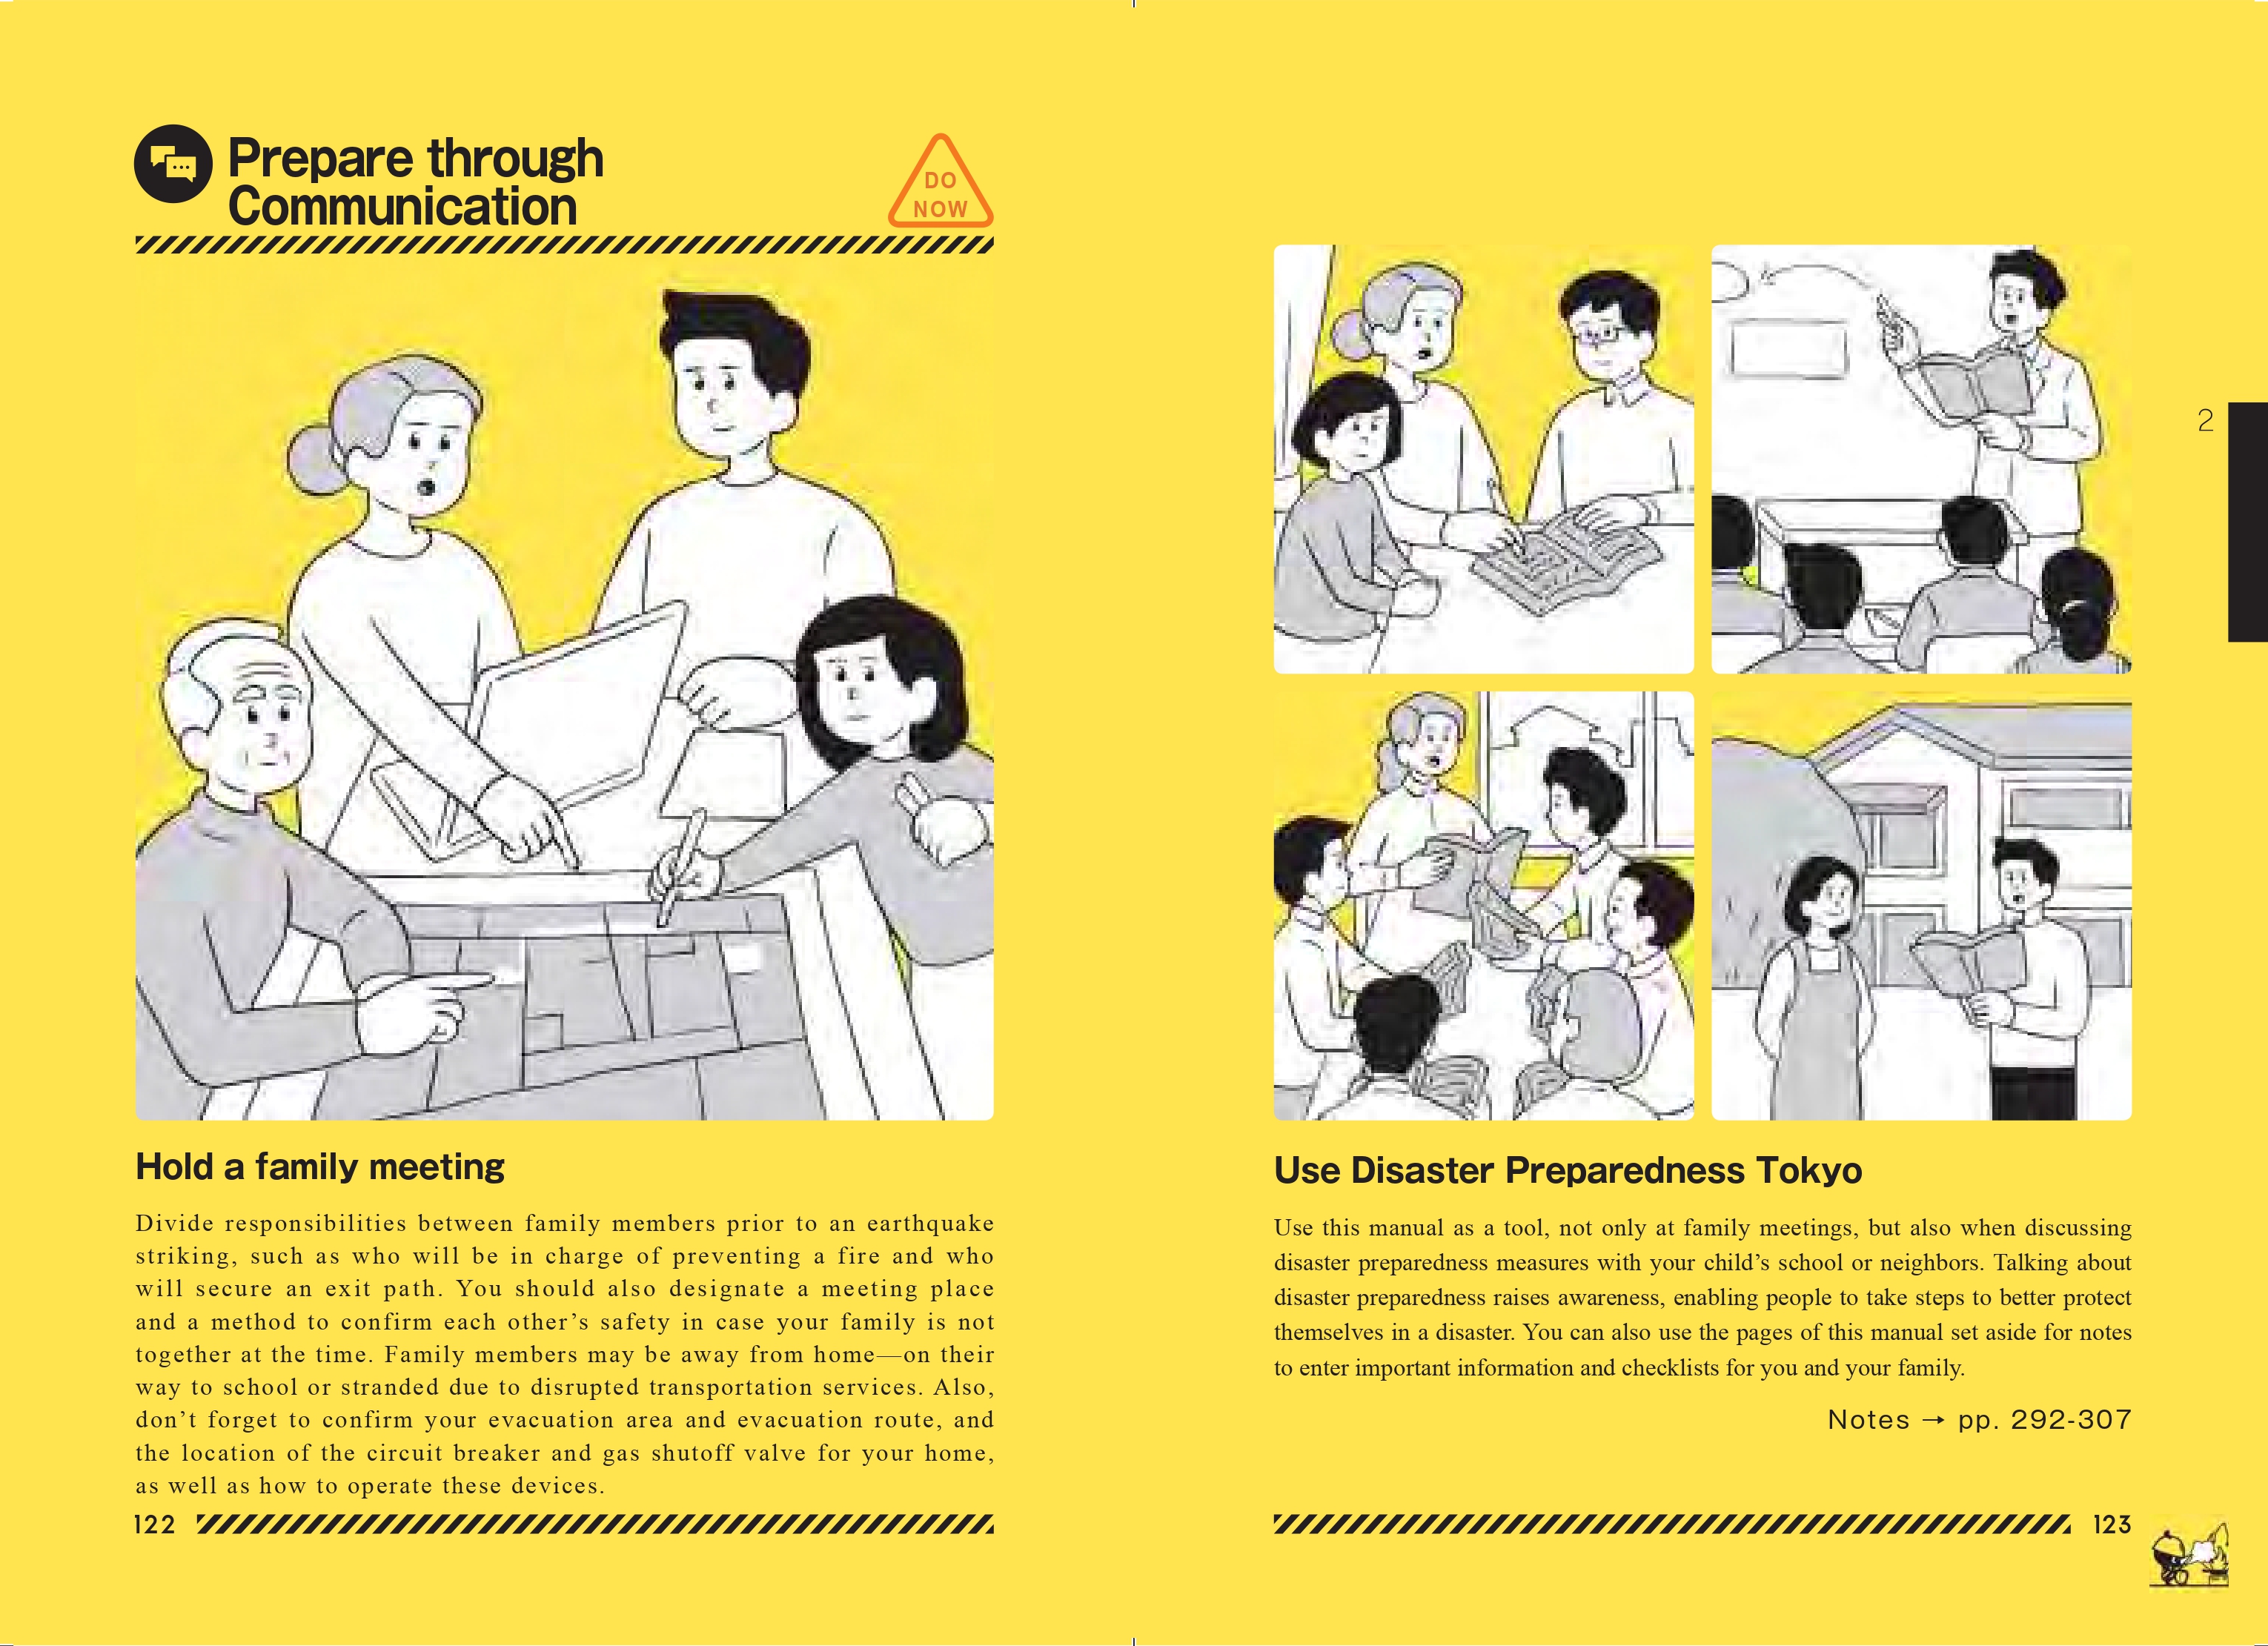 Prepare through
Communication
DO
NOW
Hold a family meeting
Divide responsibilities between family members prior to an earthquake
striking, such as who will be in charge of preventing a fire and who
will secure an exit path. You should also designate a meeting place
and a method to confirm each other’s safety in case your family is not
together at the time. Family members may be away from home—on their
way to school or stranded due to disrupted transportation services. Also,
don’t forget to confirm your evacuation area and evacuation route, and
the location of the circuit breaker and gas shutoff valve for your home,
as well as how to operate these devices.
122
2
Use Disaster Preparedness Tokyo
Use this manual as a tool, not only at family meetings, but also when discussing
disaster preparedness measures with your child’s school or neighbors. Talking about
disaster preparedness raises awareness, enabling people to take steps to better protect
themselves in a disaster. You can also use the pages of this manual set aside for notes
to enter important information and checklists for you and your family.
Notes → pp. 292-307
123